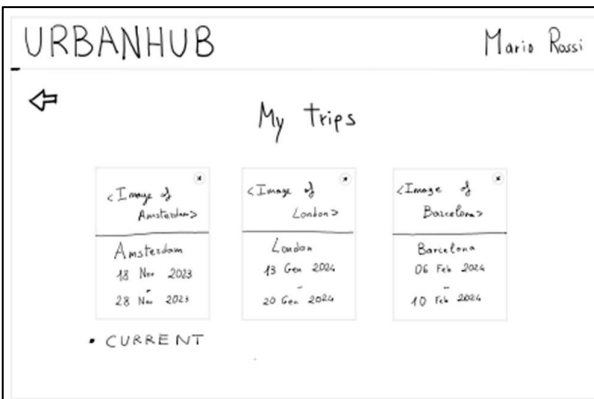 URBANHUB
Mario Rossi
My trips
<Image of
Amsterdam>
Amsterdam
18 Nov 2023
-
28 Nov 2023
<Image of
London>
London
13 Gen 2024
-
20 Gen 2024
<Image of
Barcelona>
Barcelona
06 Feb 2024
-
10 Feb 2024
• CURRENT